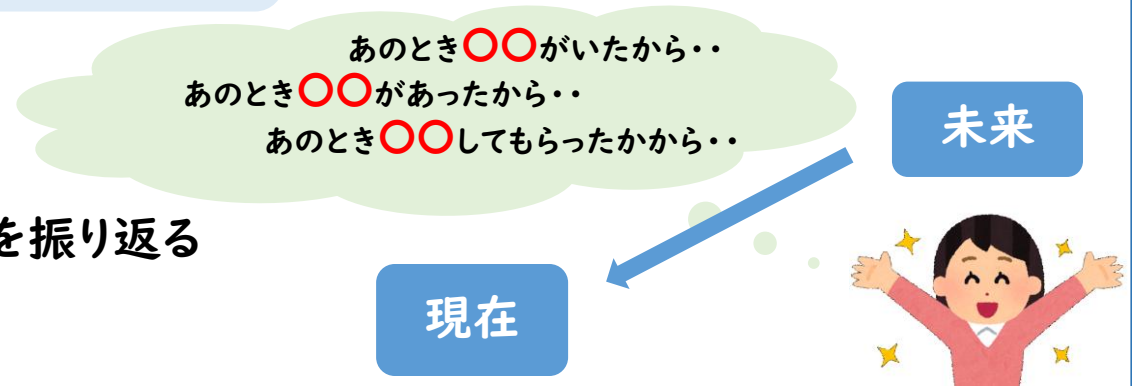 あのとき〇〇がいたから・・
あのとき〇〇があったから・・
あのとき〇〇してもらったかから・・
未来
を振り返る
現在